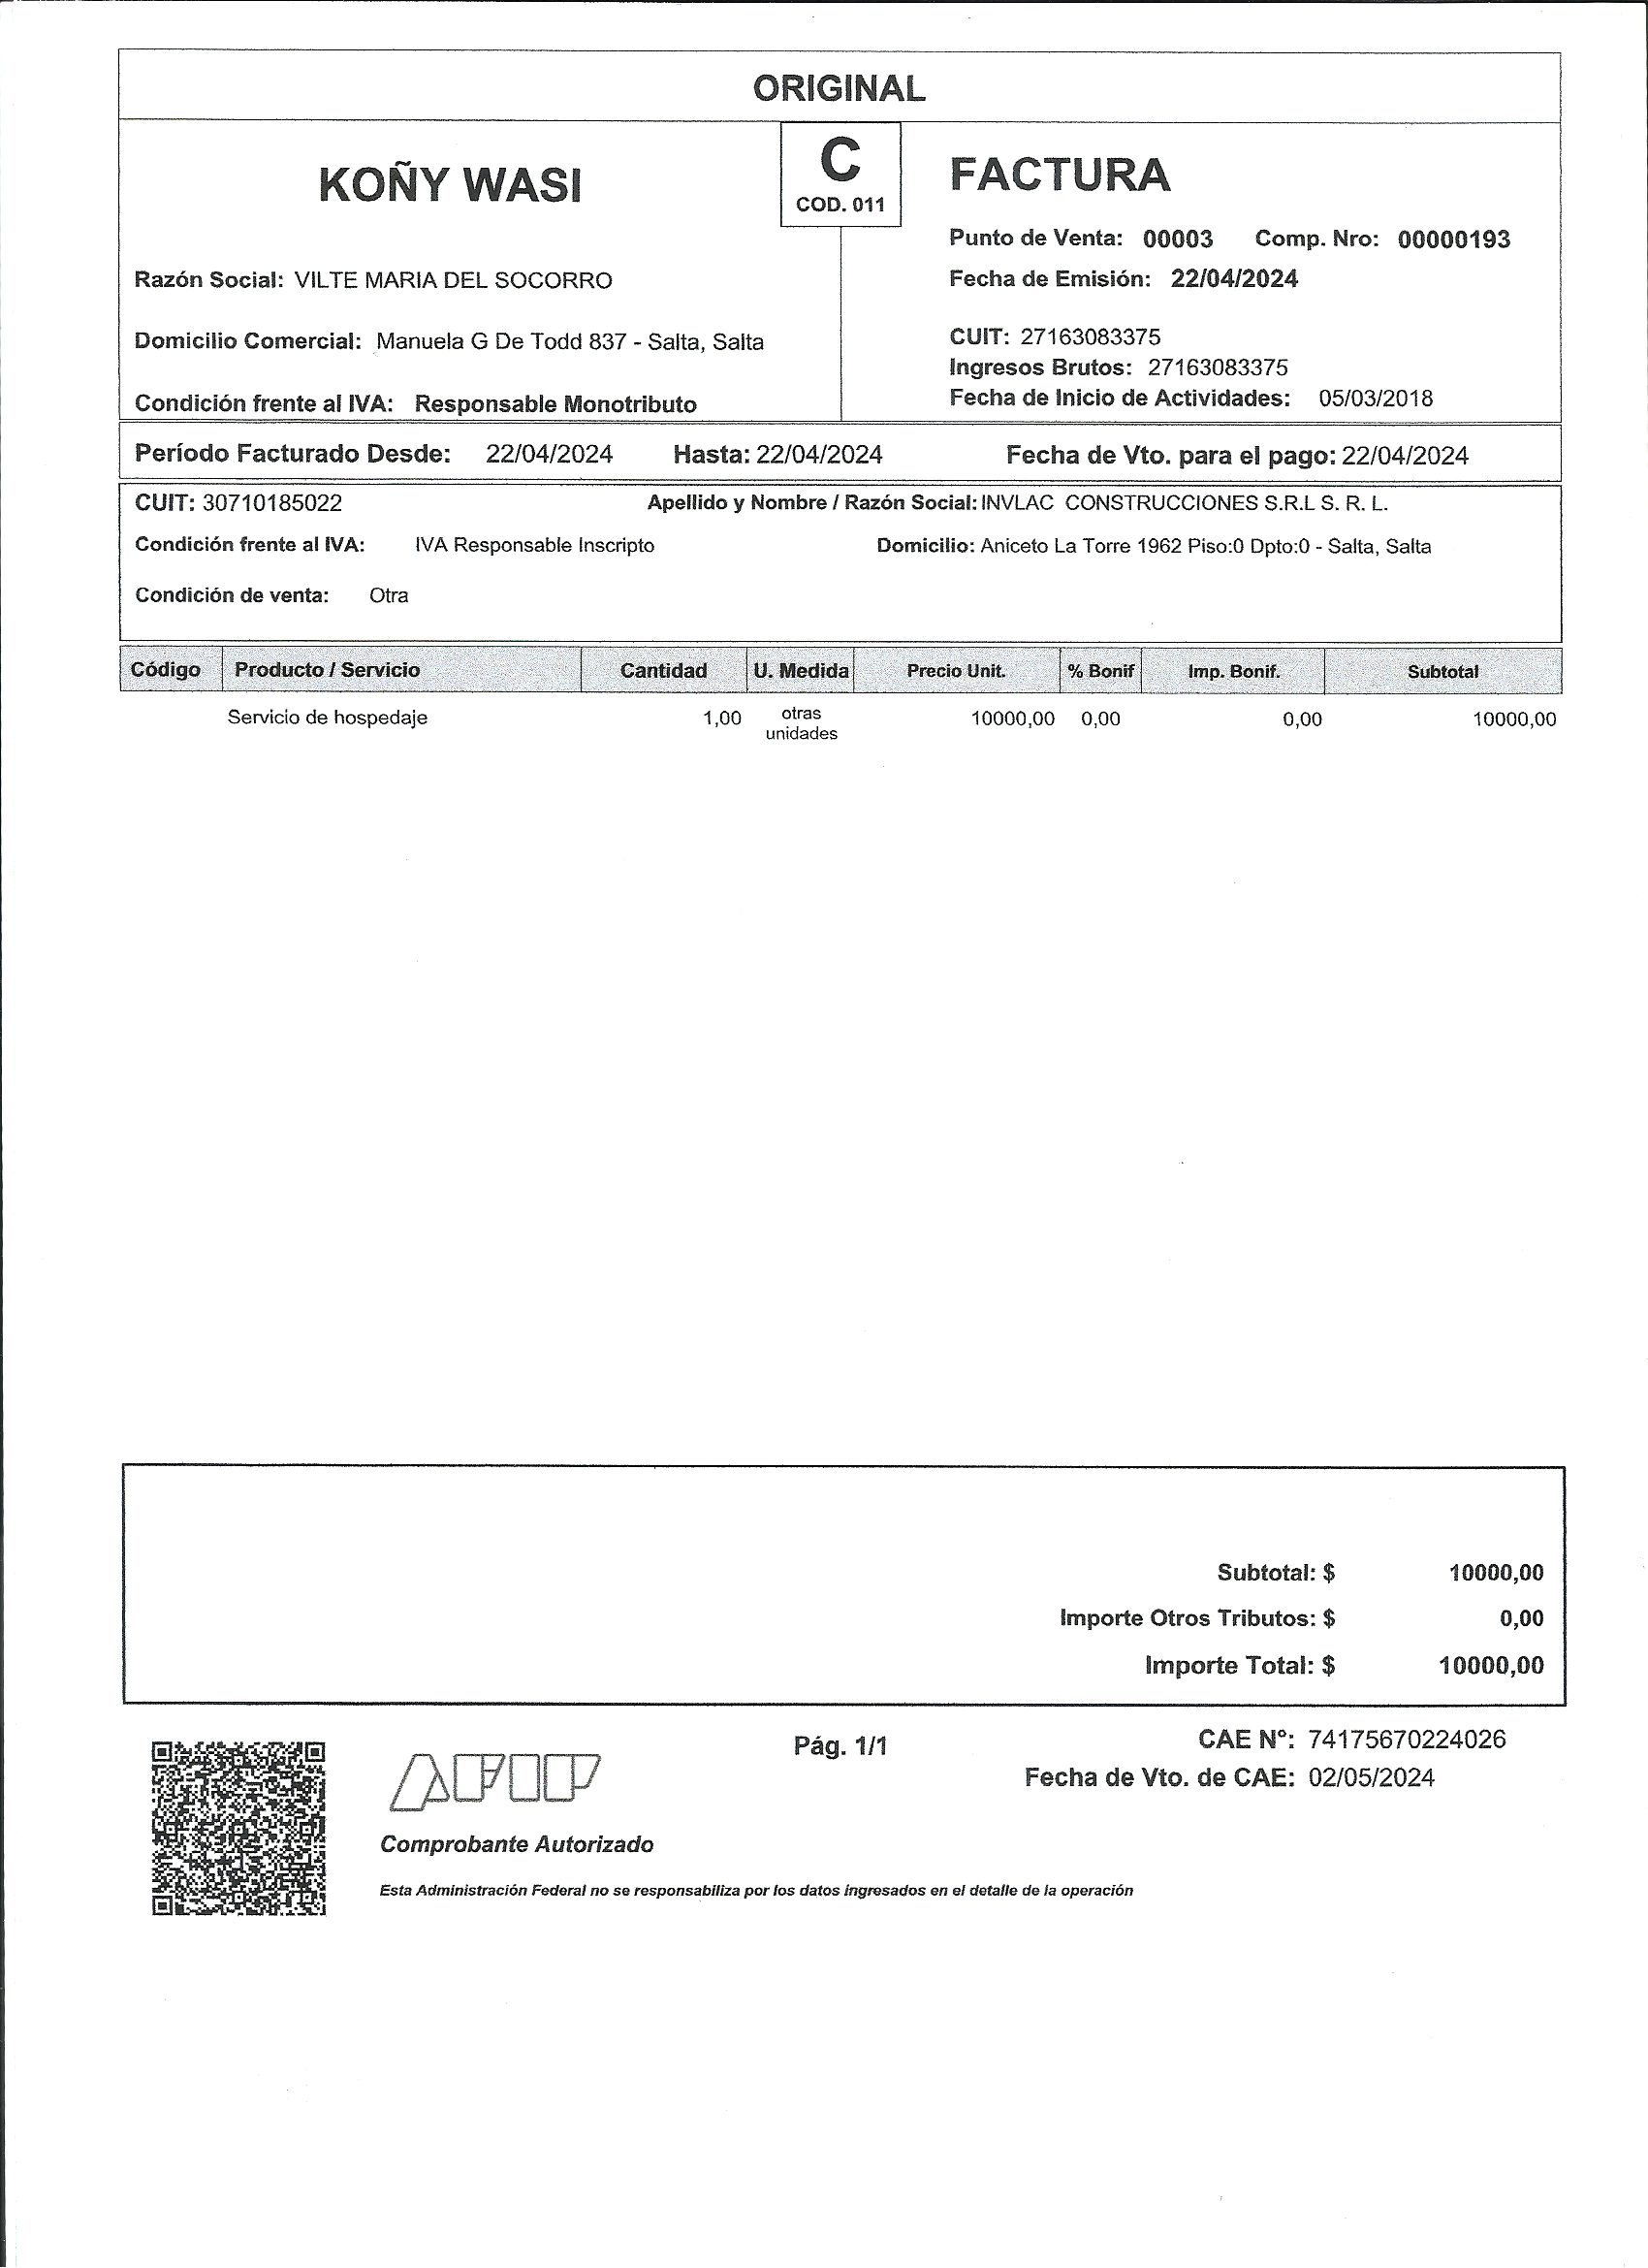 ORIGINAL
KOÑY WASI
C
COD. 011
FACTURA
Punto de Venta: 00003 Comp. Nro: 00000193
Fecha de Emisión: 22/04/2024
Razón Social: VILTE MARIA DEL SOCORRO
Domicilio Comercial: Manuela G De Todd 837 - Salta, Salta
Condición frente al IVA: Responsable Monotributo
CUIT: 27163083375
Ingresos Brutos: 27163083375
Fecha de Inicio de Actividades: 05/03/2018
Período Facturado Desde: 22/04/2024 Hasta: 22/04/2024 Fecha de Vto. para el pago: 22/04/2024
CUIT: 30710185022 Apellido y Nombre / Razón Social: INVLAC CONSTRUCCIONES S.R.L S. R. L.
Condición frente al IVA: IVA Responsable Inscripto Domicilio: Aniceto La Torre 1962 Piso:0 Dpto:0 - Salta, Salta
Condición de venta: Otra
Código Producto / Servicio Cantidad U. Medida Precio Unit. % Bonif Imp. Bonif. Subtotal
Servicio de hospedaje 1,00 otras unidades 10000,00 0,00 0,00 10000,00
Subtotal: $ 10000,00
Importe Otros Tributos: $ 0,00
Importe Total: $ 10000,00
AFIP
Comprobante Autorizado
Esta Administración Federal no se responsabiliza por los datos ingresados en el detalle de la operación
Pág. 1/1
CAE N°: 74175670224026
Fecha de Vto. de CAE: 02/05/2024